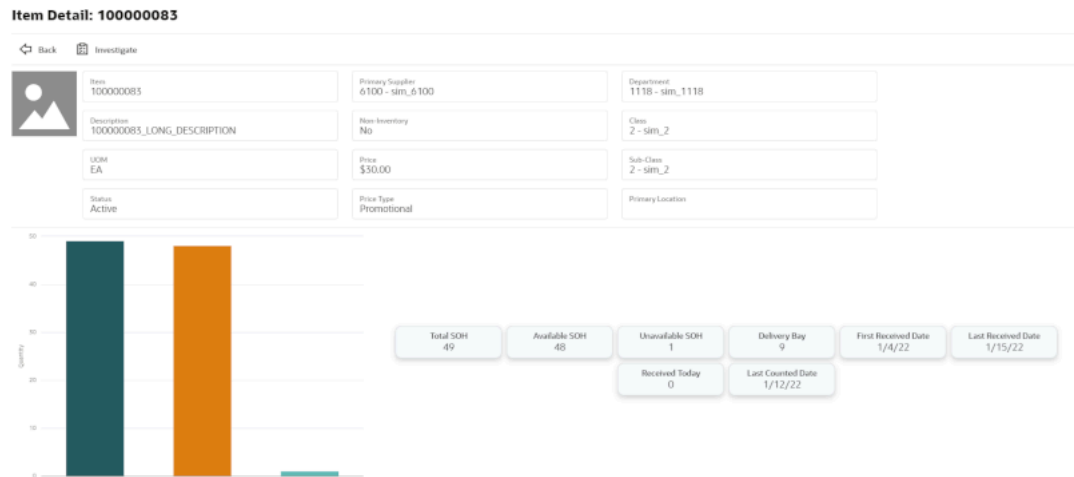 Item Detail: 100000083
Back Investigate
Item
100000083
Primary Supplier
6100 - sim_6100
Department
1118 - sim_1118
Description
100000083_LONG_DESCRIPTION
Non-Inventory
No
Class
2 - sim_2
UOM
EA
Price
$30.00
Sub-Class
2 - sim_2
Status
Active
Price Type
Promotional
Primary Location
50
40
30
20
10
0
Quantity
Total SOH
49
Available SOH
48
Unavailable SOH
1
Delivery Bay
9
First Received Date
1/4/22
Last Received Date
1/15/22
Received Today
0
Last Counted Date
1/12/22